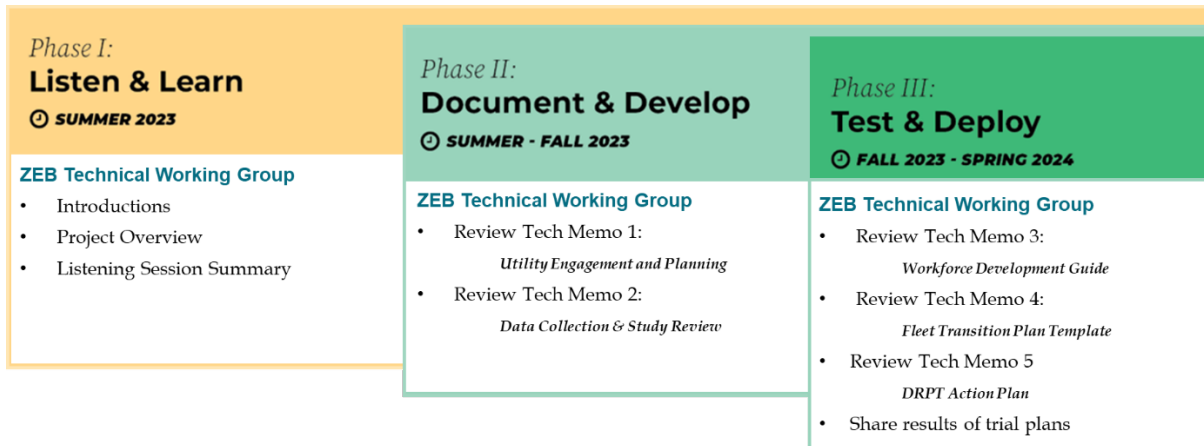 Phase I:
Listen & Learn
SUMMER 2023
ZEB Technical Working Group
• Introductions
• Project Overview
• Listening Session Summary
Phase II:
Document & Develop
SUMMER - FALL 2023
ZEB Technical Working Group
• Review Tech Memo 1:
Utility Engagement and Planning
• Review Tech Memo 2:
Data Collection & Study Review
Phase III:
Test & Deploy
FALL 2023 - SPRING 2024
ZEB Technical Working Group
• Review Tech Memo 3:
Workforce Development Guide
• Review Tech Memo 4:
Fleet Transition Plan Template
• Review Tech Memo 5
DRPT Action Plan
• Share results of trial plans